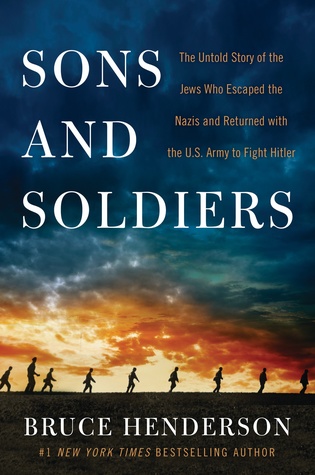 SONS
AND
SOLDIERS
The Untold Story of the
Jews Who Escaped the
Nazis and Returned with
the U.S. Army to Fight Hitler
BRUCE HENDERSON
#1 NEW YORK TIMES BESTSELLING AUTHOR